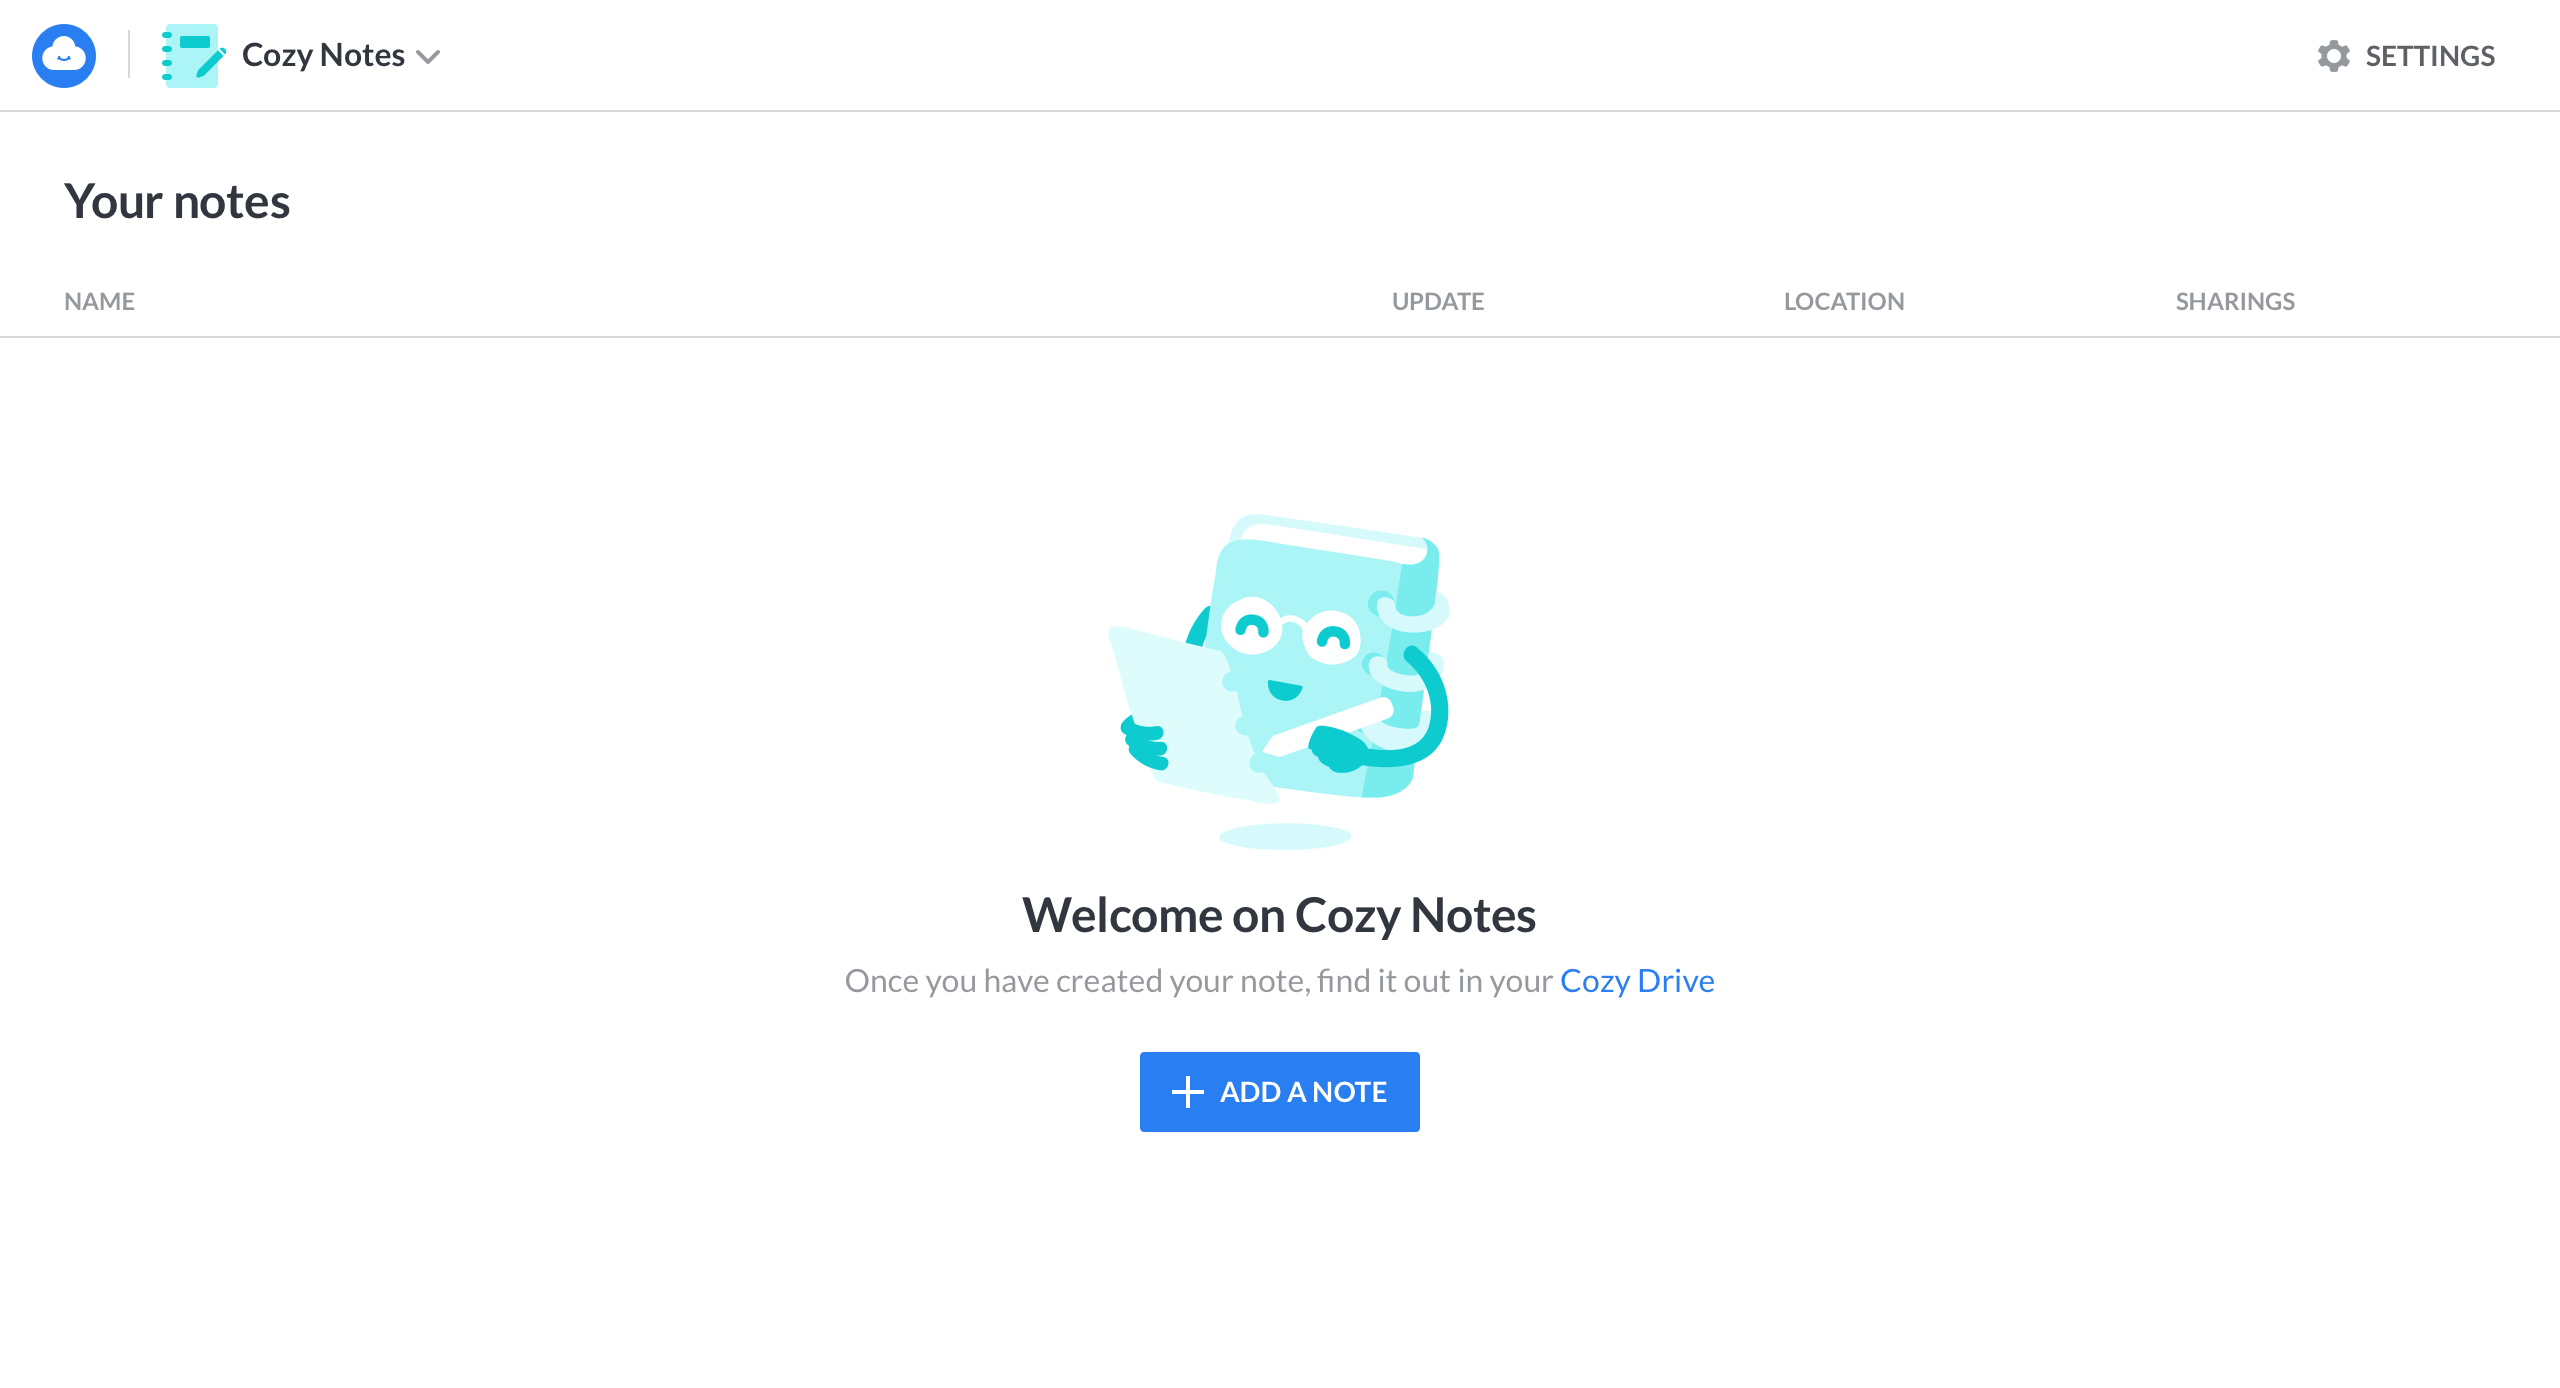 Cozy Notes
SETTINGS
Your notes
NAME UPDATE LOCATION SHARINGS
Welcome on Cozy Notes
Once you have created your note, find it out in your Cozy Drive
ADD A NOTE